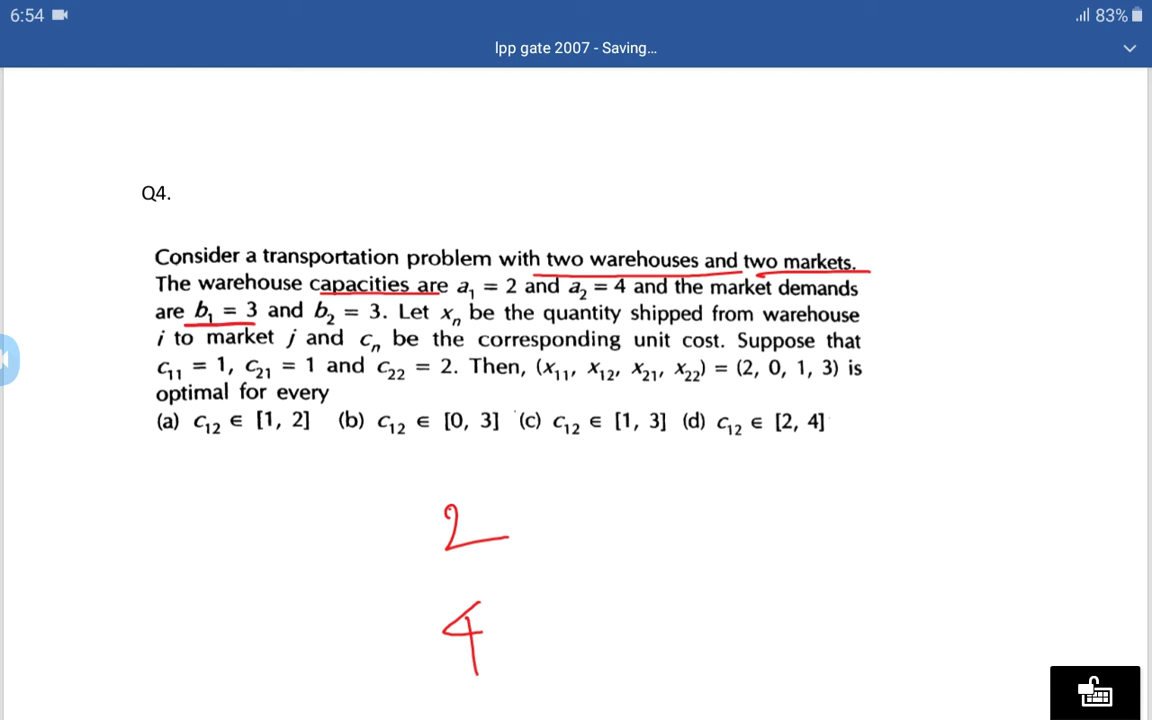 6:54 83%
lpp gate 2007 - Saving...
Q4.
Consider a transportation problem with two warehouses and two markets.
The warehouse capacities are a₁ = 2 and a₂ = 4 and the market demands
are b₁ = 3 and b₂ = 3. Let xₙ be the quantity shipped from warehouse
i to market j and cₙ be the corresponding unit cost. Suppose that
c₁₁ = 1, c₂₁ = 1 and c₂₂ = 2. Then, (x₁₁, x₁₂, x₂₁, x₂₂) = (2, 0, 1, 3) is
optimal for every
(a) c₁₂ ∈ [1, 2] (b) c₁₂ ∈ [0, 3] (c) c₁₂ ∈ [1, 3] (d) c₁₂ ∈ [2, 4]
2
4